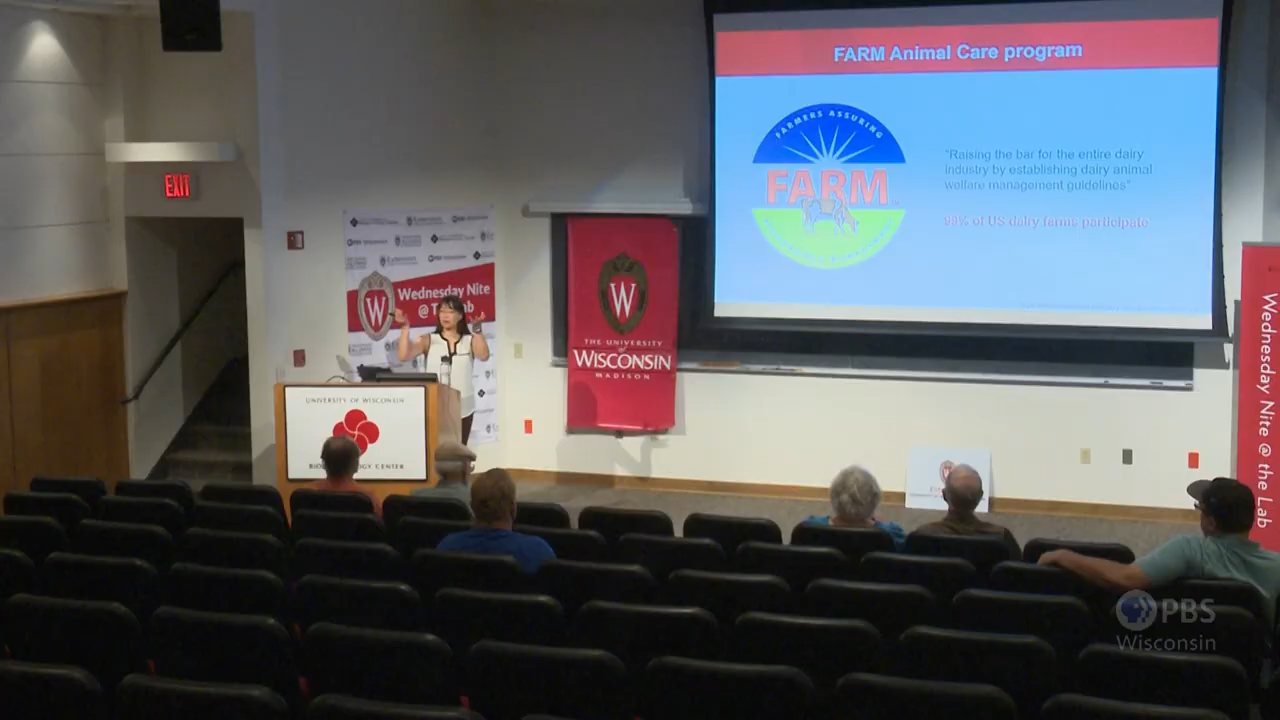 FARM Animal Care program
FARMERS ASSURING
FARM
"Raising the bar for the entire dairy
industry by establishing dairy animal
welfare management guidelines"
99% of US dairy farms participate
EXIT
Wednesday Nite
@ The Lab
W
W
THE UNIVERSITY
of
WISCONSIN
MADISON
UNIVERSITY OF WISCONSIN
CENTER
Wednesday Nite @ the Lab
PBS
Wisconsin